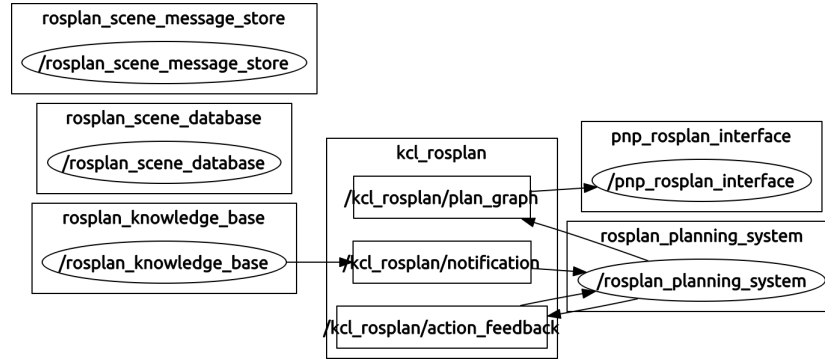 rosplan_scene_message_store
/rosplan_scene_message_store
rosplan_scene_database
/rosplan_scene_database
rosplan_knowledge_base
/rosplan_knowledge_base
kcl_rosplan
/kcl_rosplan/plan_graph
/kcl_rosplan/notification
/kcl_rosplan/action_feedback
pnp_rosplan_interface
/pnp_rosplan_interface
rosplan_planning_system
/rosplan_planning_system